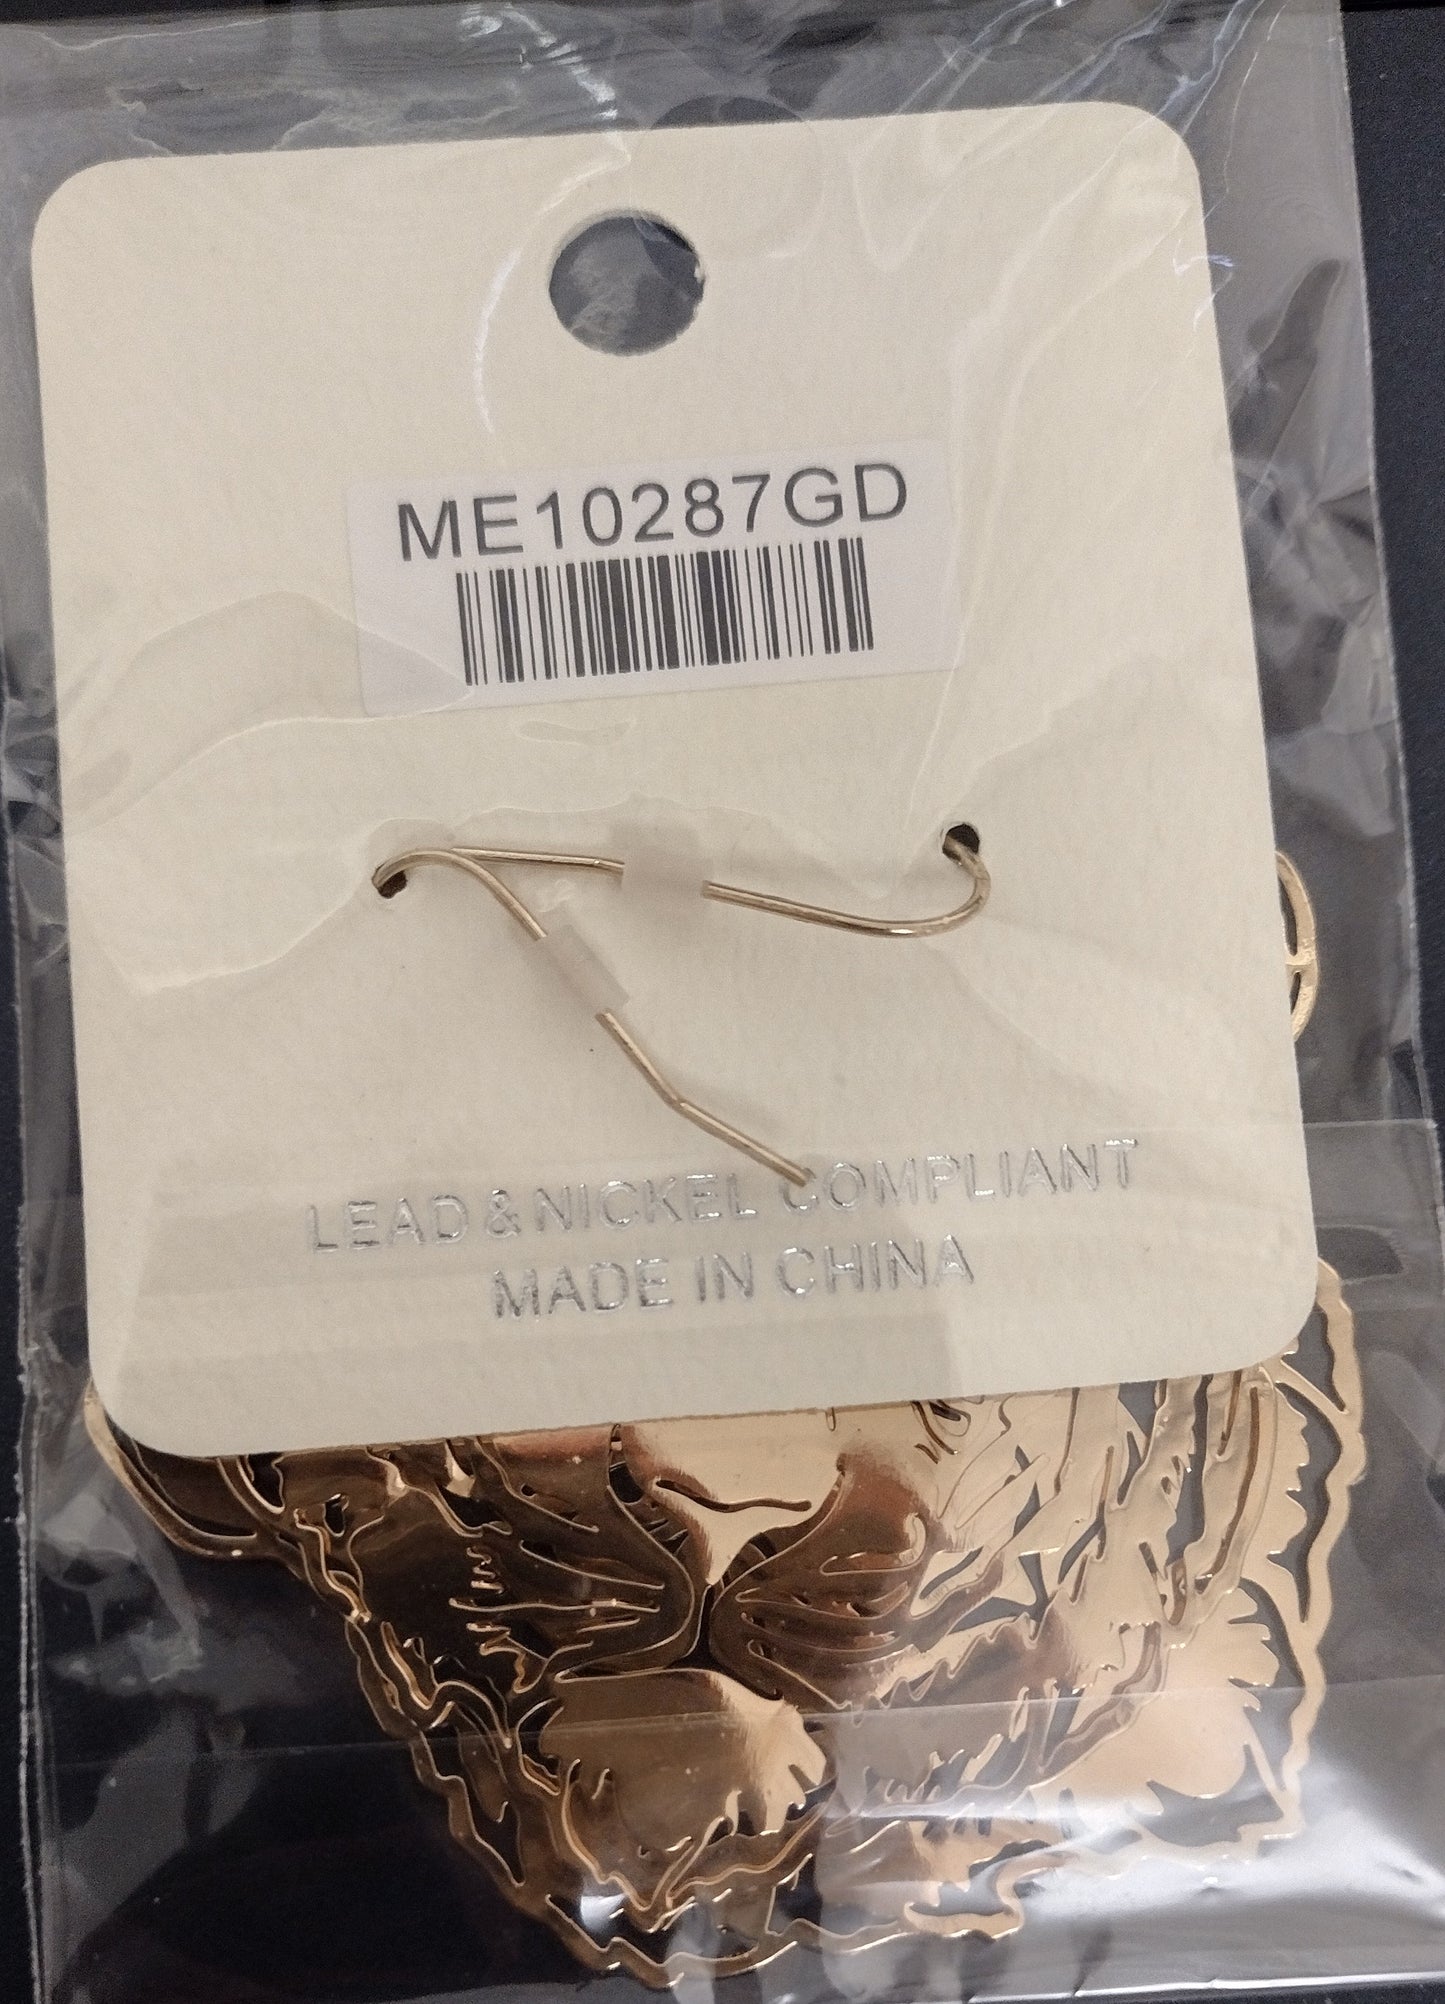 ME10287GD
LEAD & NICKEL COMPLIANT
MADE IN CHINA